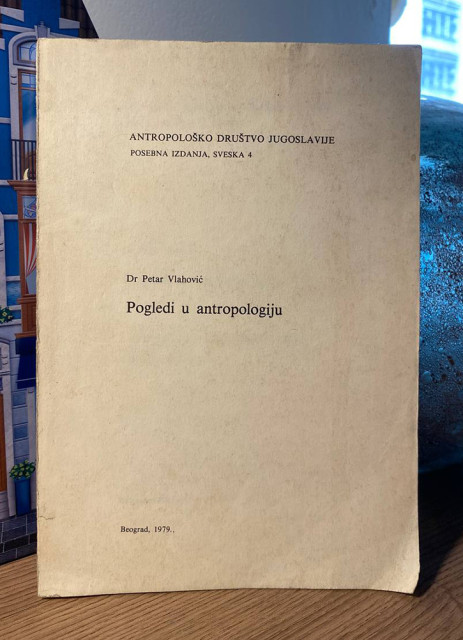 ANTROPOLOŠKO DRUŠTVO JUGOSLAVIJE
POSEBNA IZDANJA, SVESKA 4
Dr Petar Vlahović
Pogledi u antropologiju
Beograd, 1979..